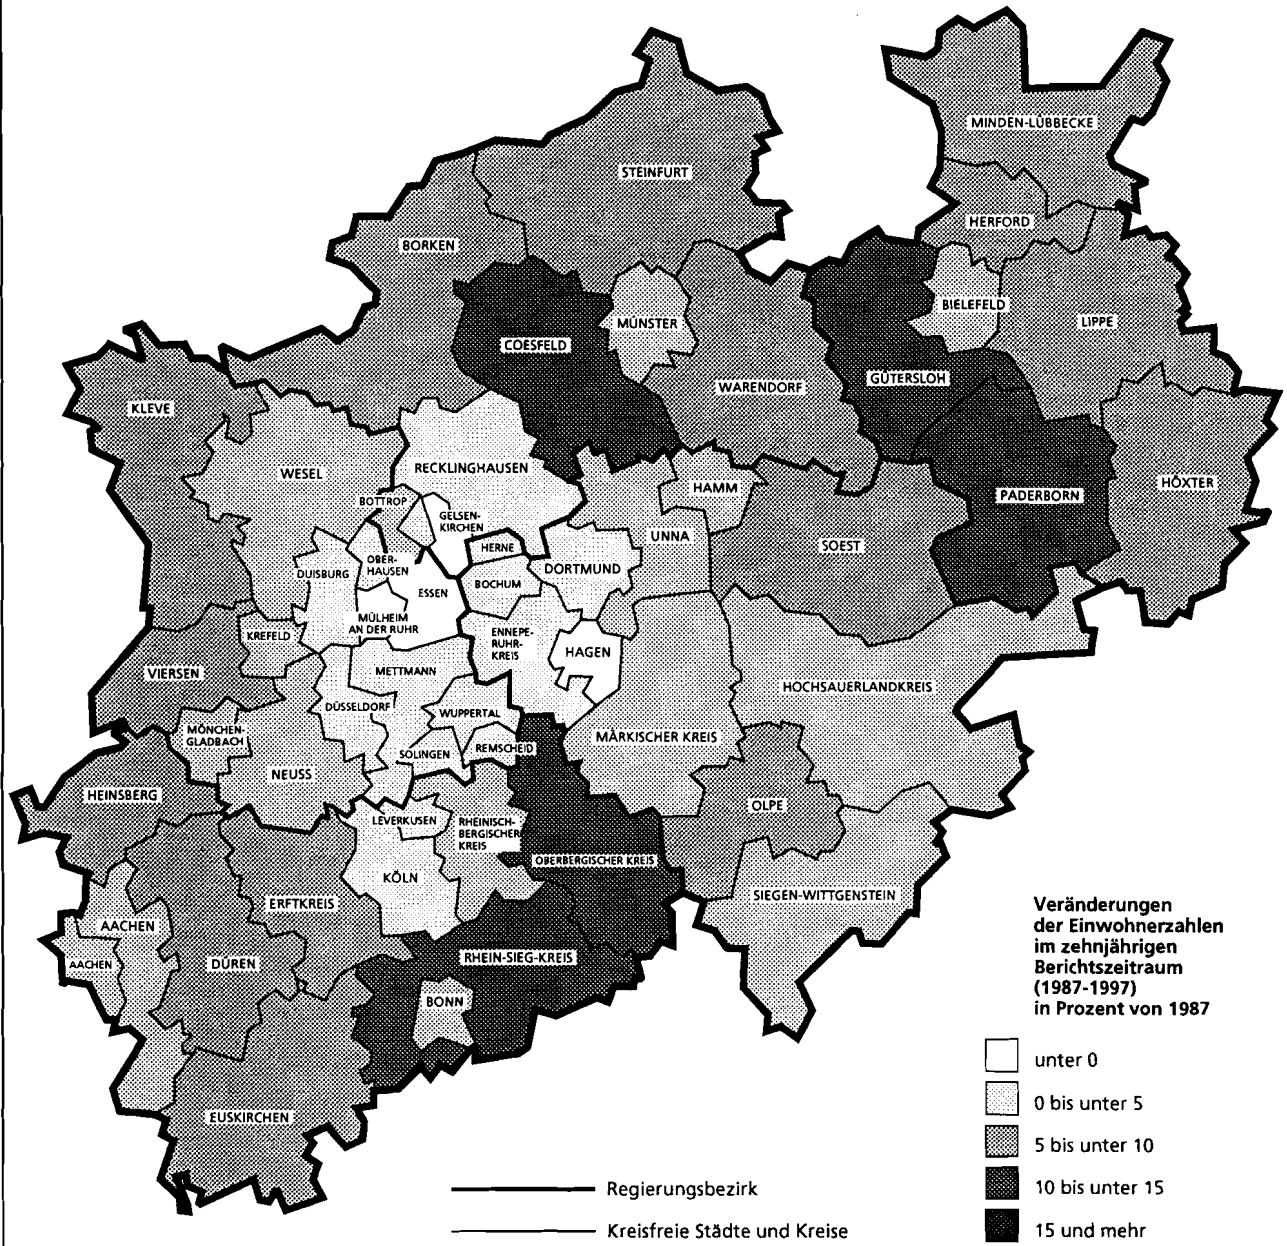 MINDEN-LÜBBECKE
STEINFURT
HERFORD
BORKEN
BIELEFELD
LIPPE
MÜNSTER
COESFELD
GÜTERSLOH
WARENDORF
KLEVE
RECKLINGHAUSEN
WESEL
HAMM
HÖXTER
PADERBORN
BOTTROP
GELSEN-
KIRCHEN
UNNA
SOEST
HERNE
OBER-
HAUSEN
DORTMUND
DUISBURG
BOCHUM
ESSEN
MÜLHEIM
AN DER RUHR
KREFELD
ENNEPE-
RUHR-
KREIS
HAGEN
VIERSEN
METTMANN
HOCHSAUERLANDKREIS
DÜSSELDORF
WUPPERTAL
MÖNCHEN-
GLADBACH
MÄRKISCHER KREIS
REMSCHEID
SOLINGEN
NEUSS
HEINSBERG
OLPE
LEVERKUSEN
RHEINISCH-
BERGISCHER
KREIS
OBERBERGISCHER KREIS
KÖLN
SIEGEN-WITTGENSTEIN
ERFTKREIS
AACHEN
AACHEN
DÜREN
RHEIN-SIEG-KREIS
BONN
EUSKIRCHEN
Veränderungen
der Einwohnerzahlen
im zehnjährigen
Berichtszeitraum
(1987-1997)
in Prozent von 1987
unter 0
0 bis unter 5
5 bis unter 10
10 bis unter 15
15 und mehr
Regierungsbezirk
Kreisfreie Städte und Kreise